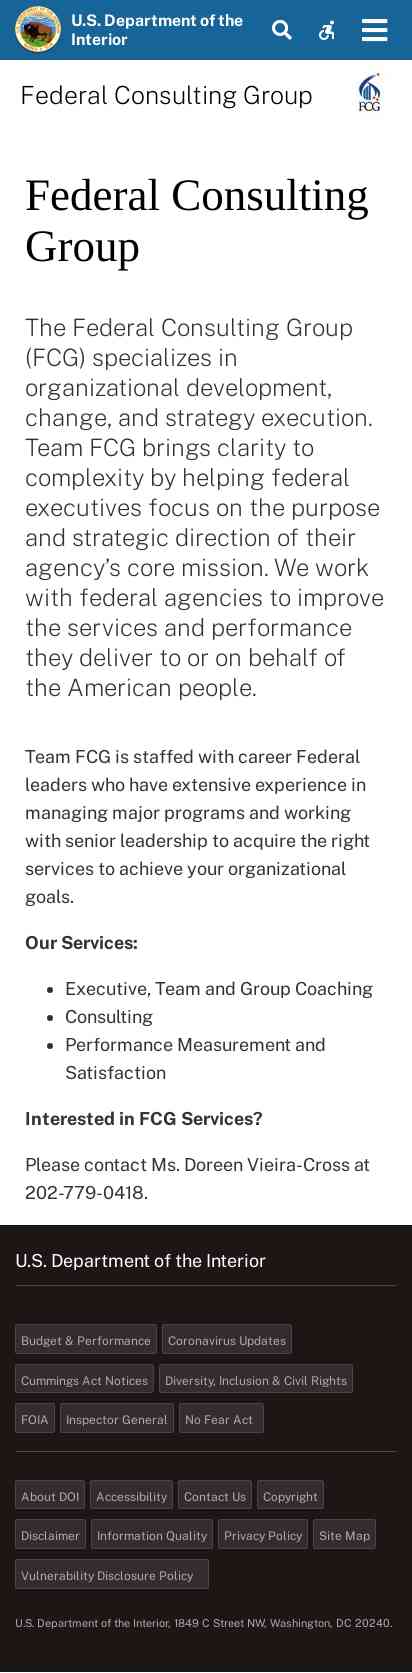 U.S. Department of the
Interior
Federal Consulting Group
FCG
Federal Consulting
Group
The Federal Consulting Group
(FCG) specializes in
organizational development,
change, and strategy execution.
Team FCG brings clarity to
complexity by helping federal
executives focus on the purpose
and strategic direction of their
agency’s core mission. We work
with federal agencies to improve
the services and performance
they deliver to or on behalf of
the American people.
Team FCG is staffed with career Federal
leaders who have extensive experience in
managing major programs and working
with senior leadership to acquire the right
services to achieve your organizational
goals.
Our Services:
• Executive, Team and Group Coaching
• Consulting
• Performance Measurement and
Satisfaction
Interested in FCG Services?
Please contact Ms. Doreen Vieira-Cross at
202-779-0418.
U.S. Department of the Interior
Budget & Performance Coronavirus Updates
Cummings Act Notices Diversity, Inclusion & Civil Rights
FOIA Inspector General No Fear Act
About DOI Accessibility Contact Us Copyright
Disclaimer Information Quality Privacy Policy Site Map
Vulnerability Disclosure Policy
U.S. Department of the Interior, 1849 C Street NW, Washington, DC 20240.